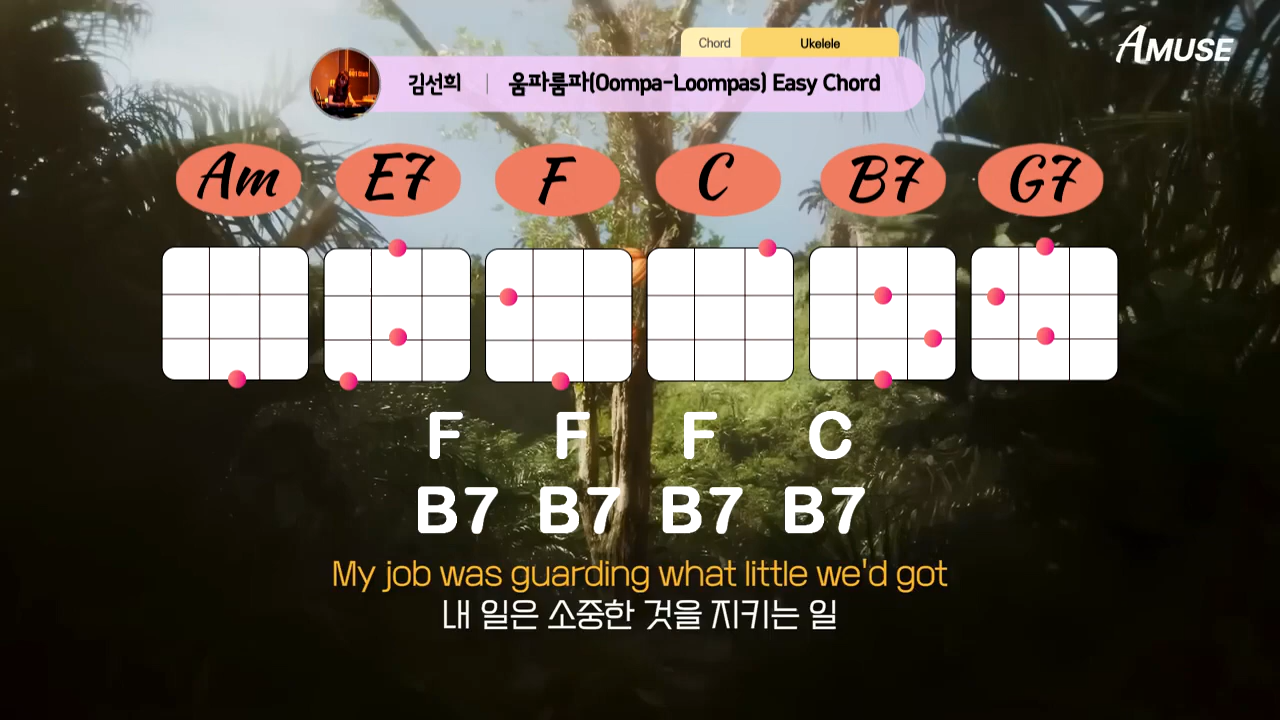 Chord Ukelele
AMUSE
김선희 | 움파룸파(Oompa-Loompas) Easy Chord
Am E7 F C B7 G7
F F F C
B7 B7 B7 B7
My job was guarding what little we'd got
내 일은 소중한 것을 지키는 일